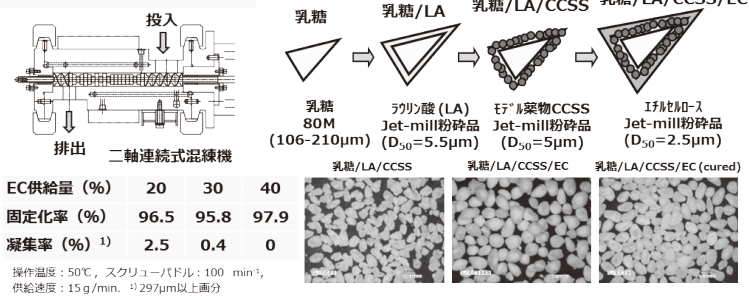 投入
排出
二軸連続式混練機
乳糖
乳糖/LA
乳糖/LA/CCSS
乳糖/LA/CCSS/EC
乳糖
80M
(106-210μm)
ラウリン酸 (LA)
Jet-mill粉砕品
(D50=5.5μm)
モデル薬物CCSS
Jet-mill粉砕品
(D50=5μm)
エチルセルロース
Jet-mill粉砕品
(D50=2.5μm)
EC供給量（%） 20 30 40
固定化率（%） 96.5 95.8 97.9
凝集率（%）1) 2.5 0.4 0
操作温度：50℃，スクリューパドル：100 min-1,
供給速度：15ｇ/min. 1) 297μm以上画分
乳糖/LA/CCSS
乳糖/LA/CCSS/EC
乳糖/LA/CCSS/EC (cured)